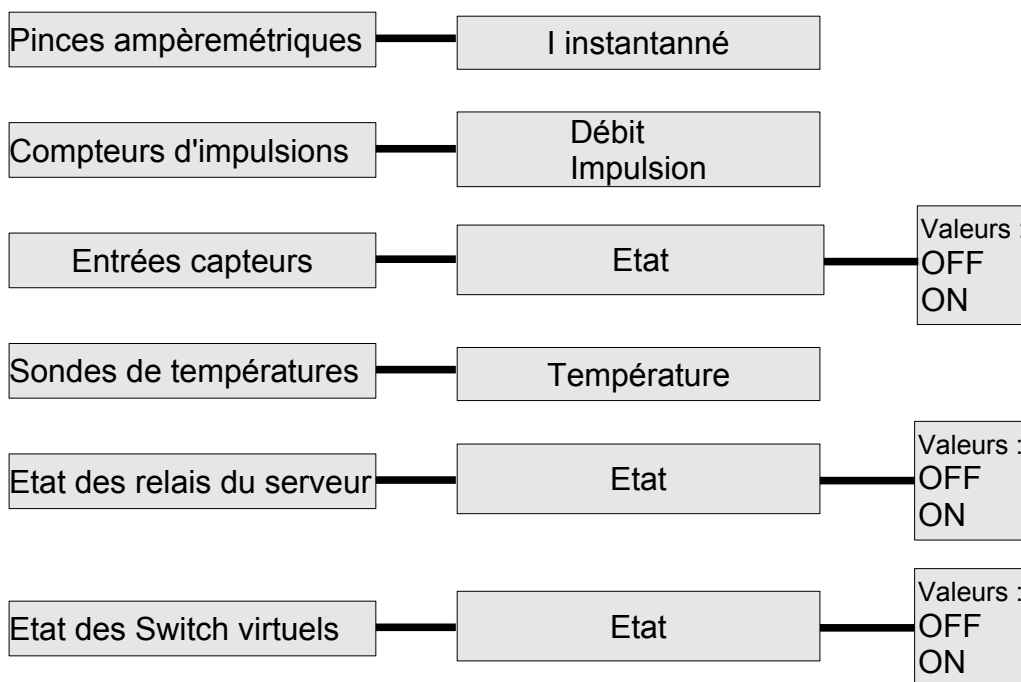 Pinces ampèremétriques
I instantanné
Compteurs d'impulsions
Débit
Impulsion
Entrées capteurs
Etat
Valeurs :
OFF
ON
Sondes de températures
Température
Etat des relais du serveur
Etat
Valeurs :
OFF
ON
Etat des Switch virtuels
Etat
Valeurs :
OFF
ON